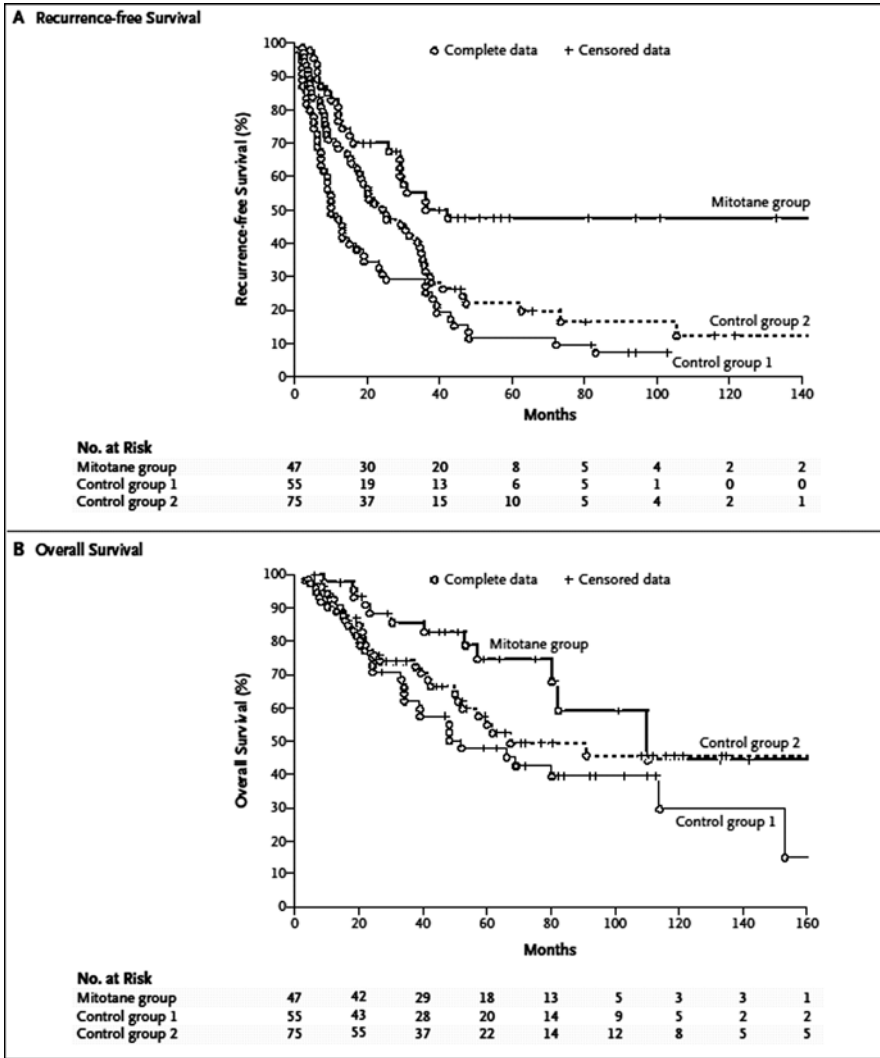 A Recurrence-free Survival
Complete data Censored data
Recurrence-free Survival (%)
100
90
80
70
60
50
40
30
20
10
0
Mitotane group
Control group 2
Control group 1
0 20 40 60 80 100 120 140
Months
No. at Risk
Mitotane group 47 30 20 8 5 4 2 2
Control group 1 55 19 13 6 5 1 0 0
Control group 2 75 37 15 10 5 4 2 1
B Overall Survival
Complete data Censored data
Overall Survival (%)
100
90
80
70
60
50
40
30
20
10
0
Mitotane group
Control group 2
Control group 1
0 20 40 60 80 100 120 140 160
Months
No. at Risk
Mitotane group 47 42 29 18 13 5 3 3 1
Control group 1 55 43 28 20 14 9 5 2 2
Control group 2 75 55 37 22 14 12 8 5 5